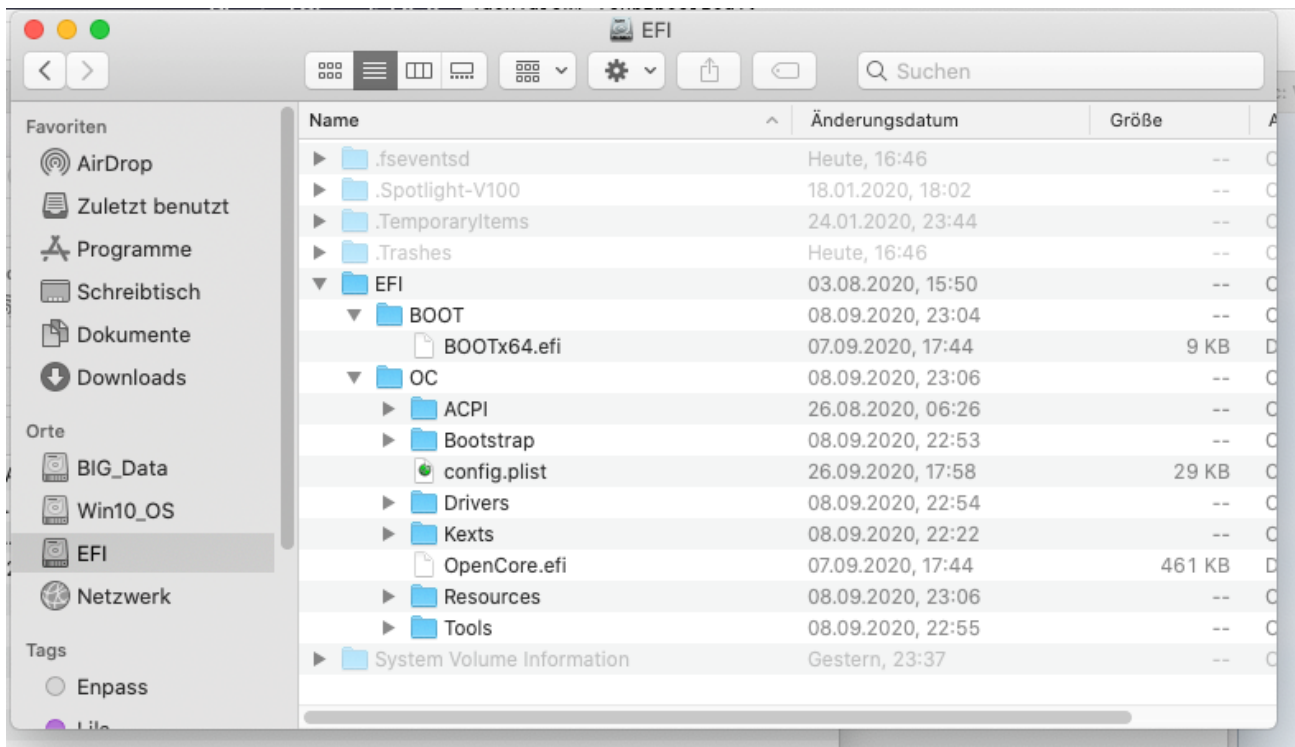 EFI
Suchen
Favoriten
AirDrop
Zuletzt benutzt
Programme
Schreibtisch
Dokumente
Downloads
Orte
BIG_Data
Win10_OS
EFI
Netzwerk
Tags
Enpass
Name Änderungsdatum Größe
.fseventsd Heute, 16:46 --
.Spotlight-V100 18.01.2020, 18:02 --
.TemporaryItems 24.01.2020, 23:44 --
.Trashes Heute, 16:46 --
EFI 03.08.2020, 15:50 --
BOOT 08.09.2020, 23:04 --
BOOTx64.efi 07.09.2020, 17:44 9 KB
OC 08.09.2020, 23:06 --
ACPI 26.08.2020, 06:26 --
Bootstrap 08.09.2020, 22:53 --
config.plist 26.09.2020, 17:58 29 KB
Drivers 08.09.2020, 22:54 --
Kexts 08.09.2020, 22:22 --
OpenCore.efi 07.09.2020, 17:44 461 KB
Resources 08.09.2020, 23:06 --
Tools 08.09.2020, 22:55 --
System Volume Information Gestern, 23:37 --